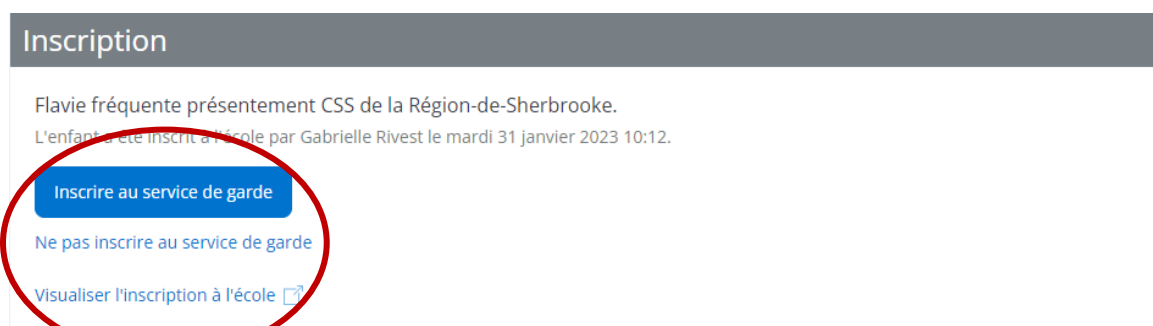 Inscription
Flavie fréquente présentement CSS de la Région-de-Sherbrooke.
L'enfant a été inscrit à l'école par Gabrielle Rivest le mardi 31 janvier 2023 10:12.
Inscrire au service de garde
Ne pas inscrire au service de garde
Visualiser l'inscription à l'école